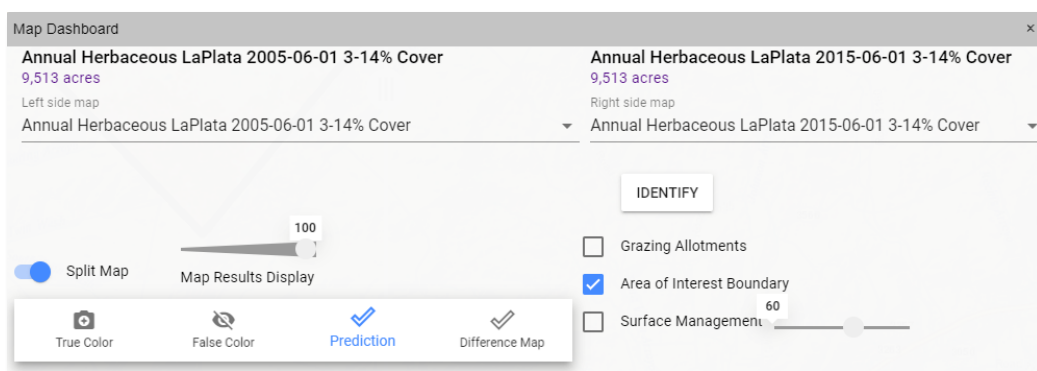 Map Dashboard
×
Annual Herbaceous LaPlata 2005-06-01 3-14% Cover
9,513 acres
Left side map
Annual Herbaceous LaPlata 2005-06-01 3-14% Cover
Annual Herbaceous LaPlata 2015-06-01 3-14% Cover
9,513 acres
Right side map
Annual Herbaceous LaPlata 2015-06-01 3-14% Cover
100
Split Map
Map Results Display
True Color
False Color
Prediction
Difference Map
IDENTIFY
Grazing Allotments
Area of Interest Boundary
Surface Management
60